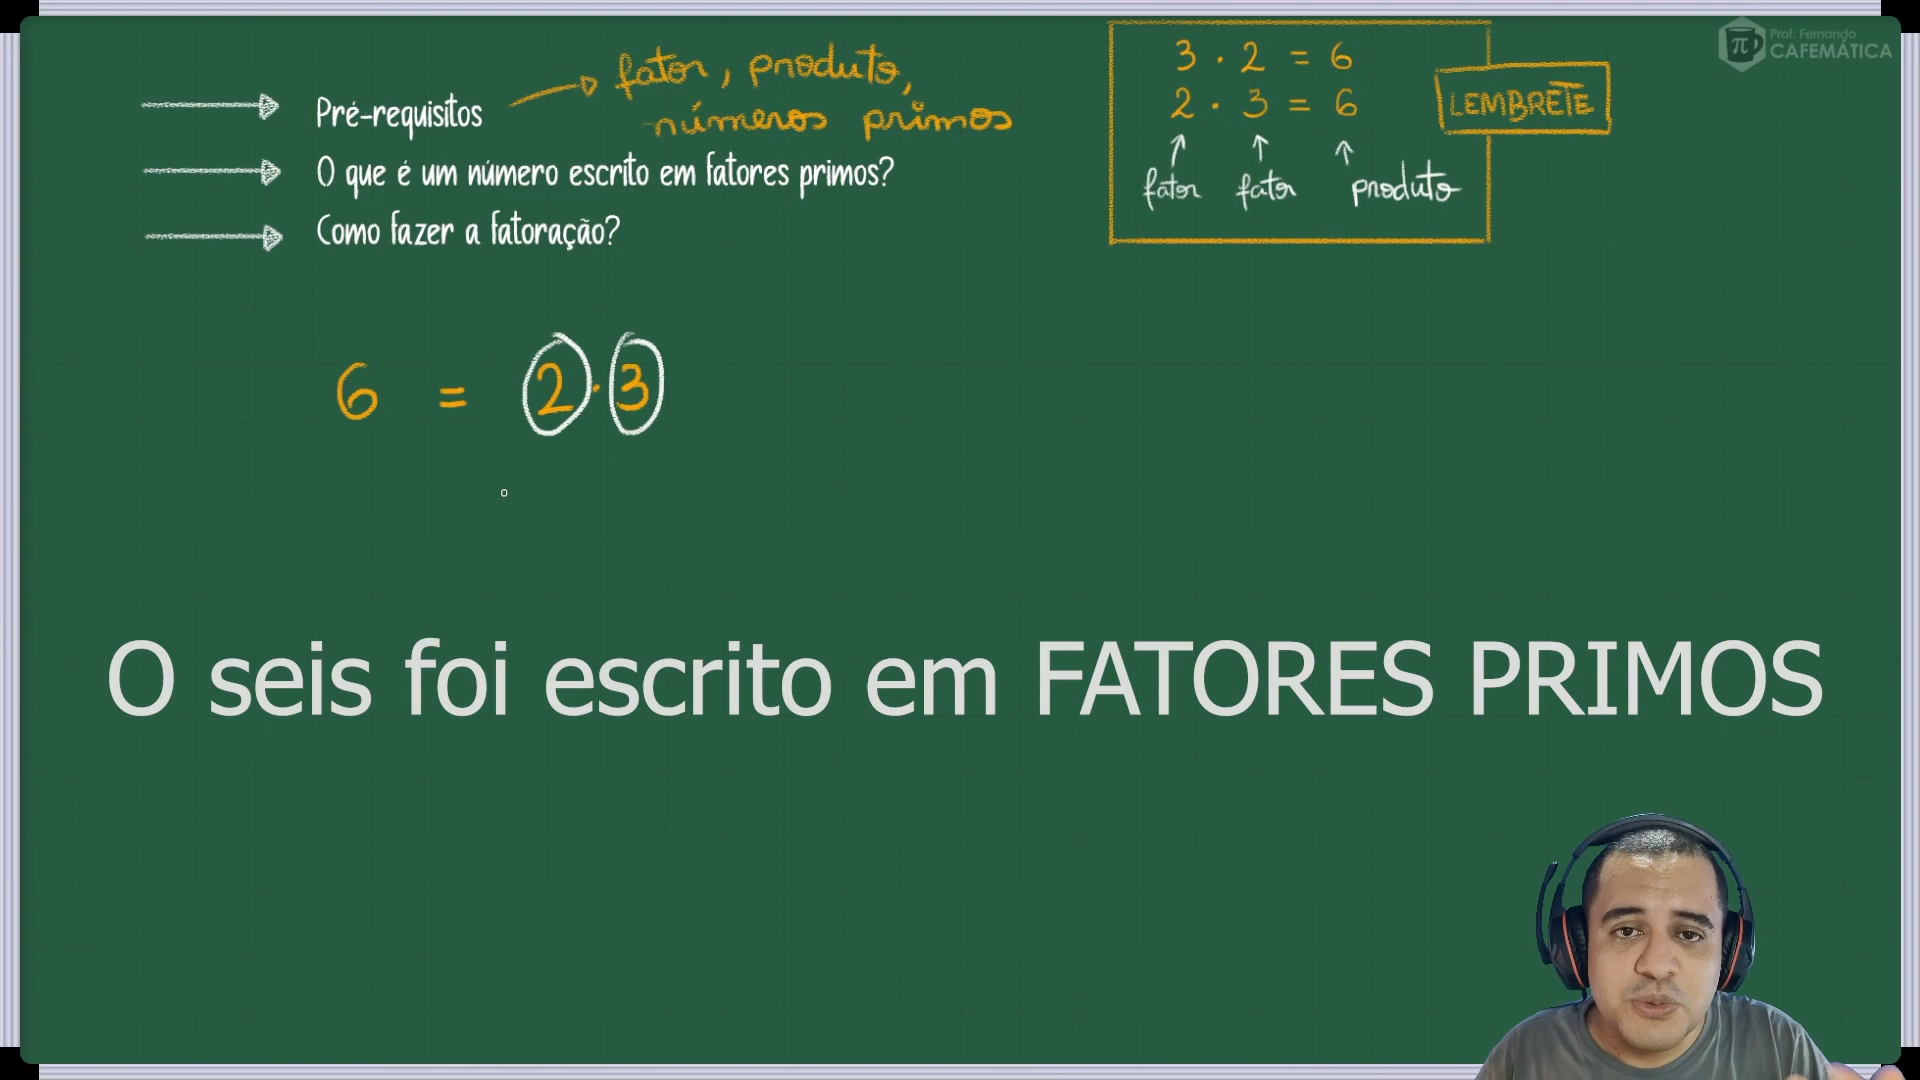 Pré-requisitos
fator, produto,
números primos
O que é um número escrito em fatores primos?
Como fazer a fatoração?
3 · 2 = 6
2 · 3 = 6
fator fator produto
LEMBRETE
Prof. Fernando
CAFEMÁTICA
6 = 2 · 3
O seis foi escrito em FATORES PRIMOS